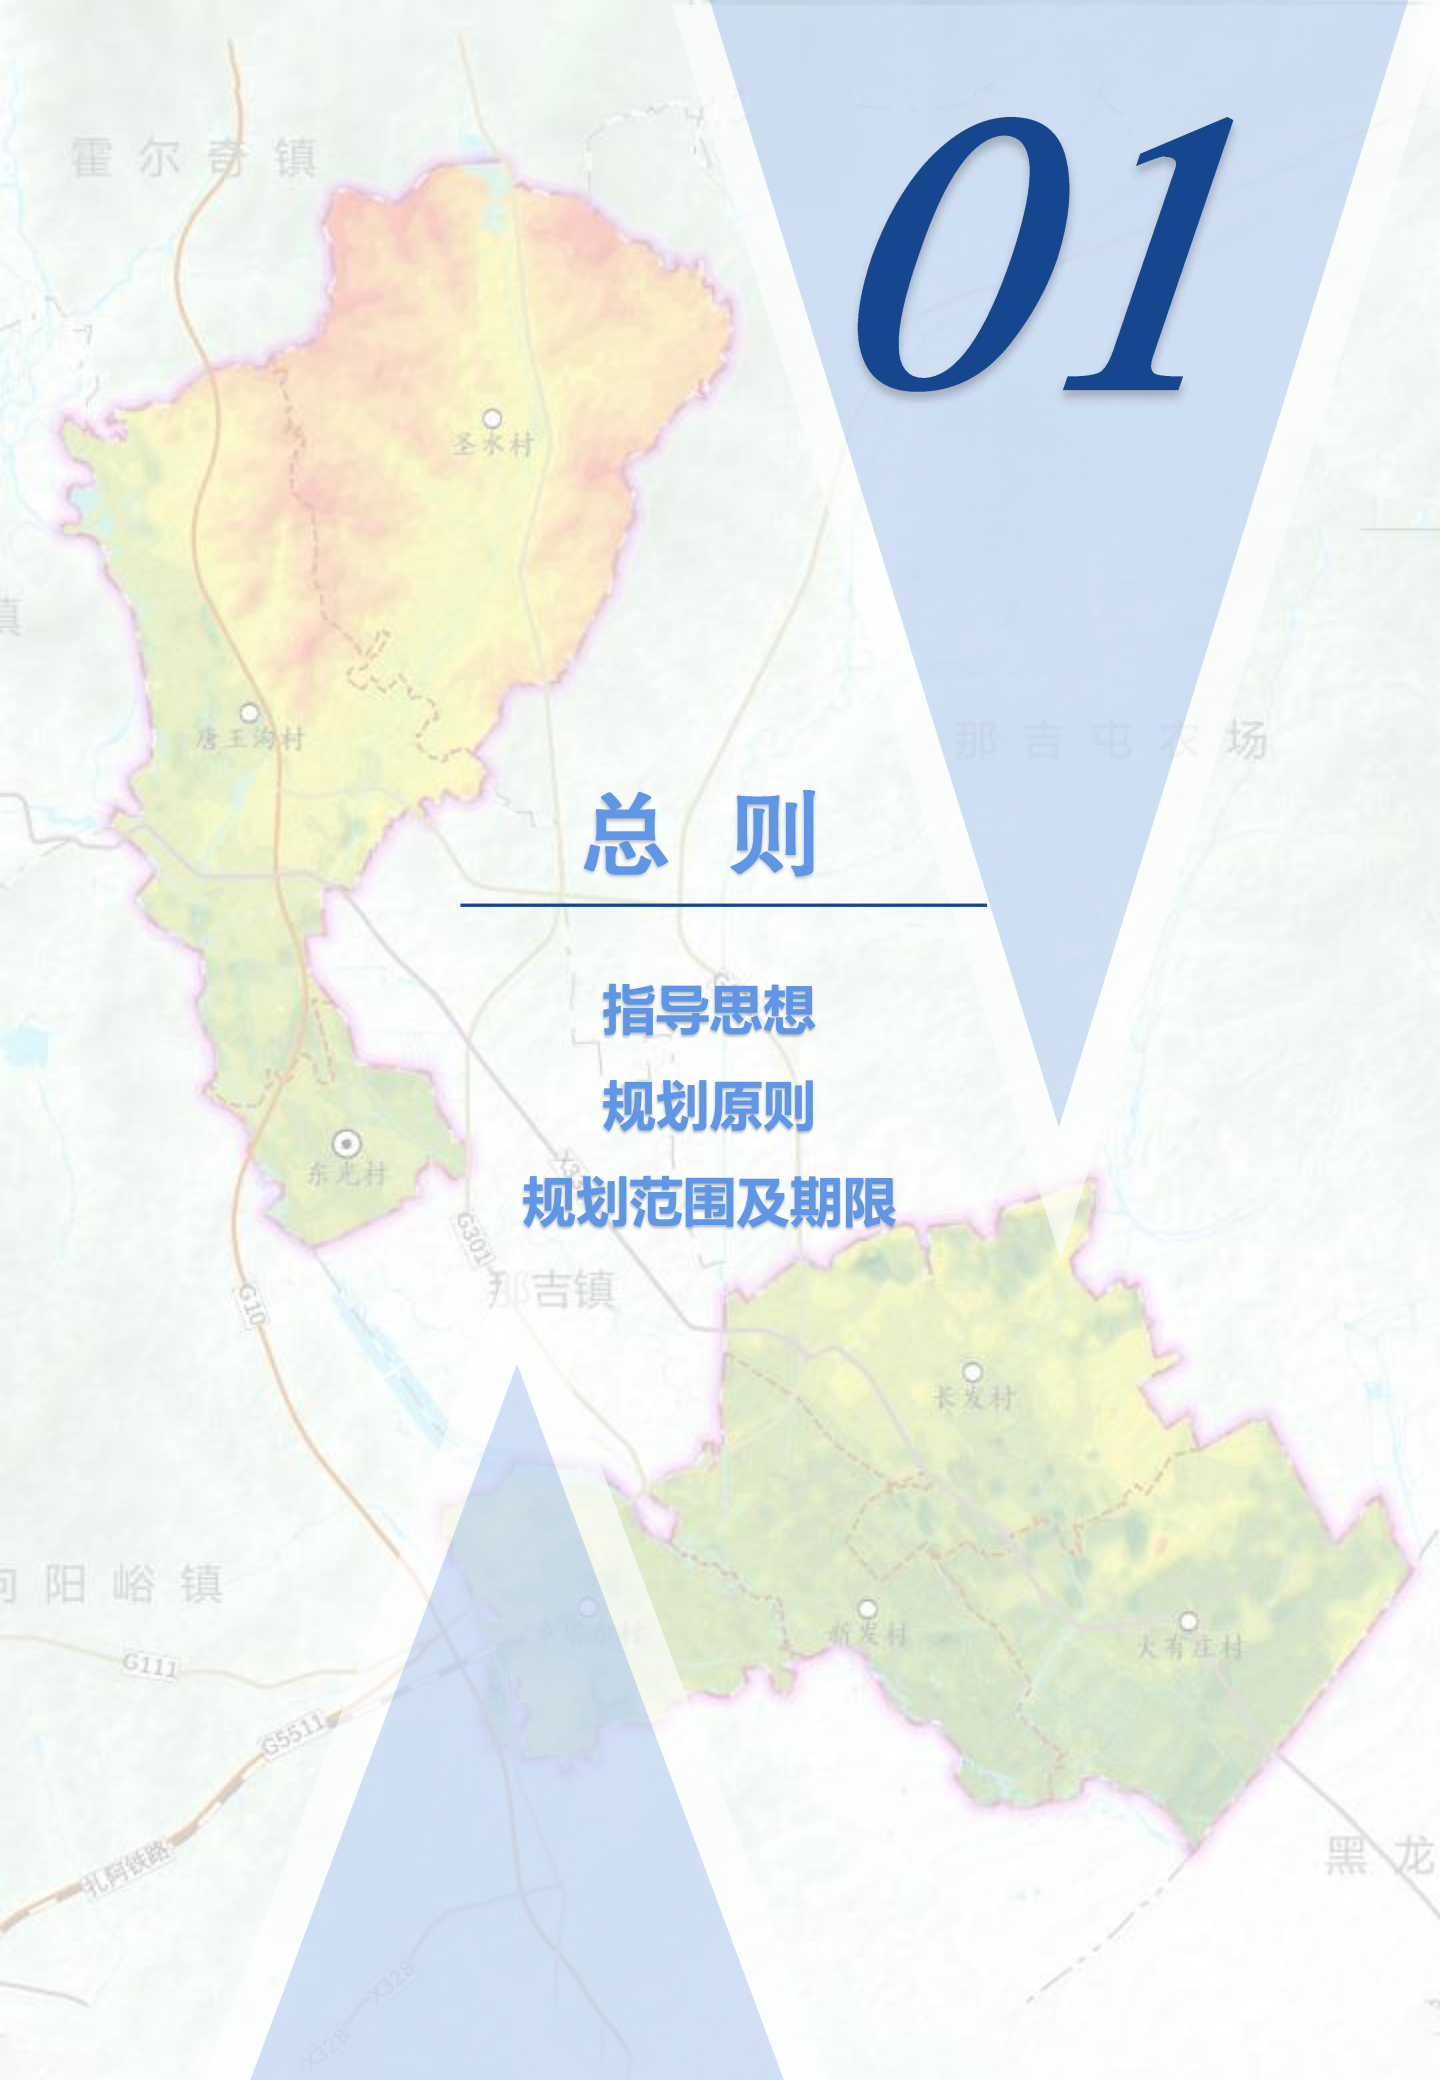 01
霍尔奇镇
圣水村
镇
唐王沟村
那吉屯农场
总 则
指导思想
规划原则
东光村
规划范围及期限
G301
那吉镇
G10
长发村
向阳峪镇
新发村
大有庄村
G111
G5511
扎阿铁路
黑龙
X328
X328